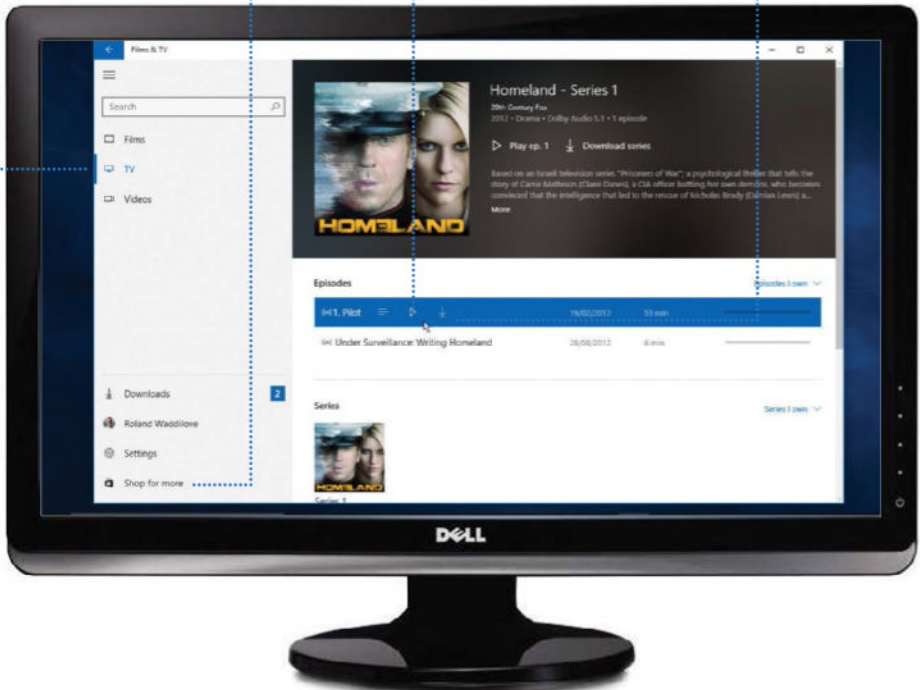 Films & TV
Search
Films
TV
Videos
Downloads
2
Roland Waddilove
Settings
Shop for more
HOMELAND
Homeland - Series 1
20th Century Fox
2012 • Drama • Dolby Audio 5.1 • 1 episode
Play ep. 1 Download series
Based on an Israeli television series "Prisoners of War"; a psychological thriller that tells the
story of Carrie Mathison (Claire Danes), a CIA officer battling her own demons, who becomes
convinced that the intelligence that led to the rescue of Nicholas Brody (Damian Lewis) a...
More
Episodes
Episodes I own
1. Pilot 19/02/2012 55 min
Under Surveillance: Writing Homeland 28/08/2012 6 min
Series
Series I own
HOMELAND
Series 1
DELL